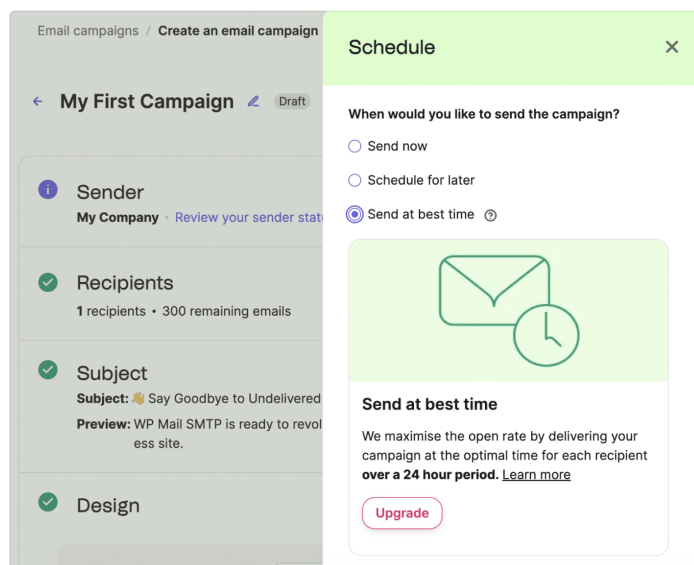 Email campaigns / Create an email campaign
My First Campaign Draft
Sender
My Company • Review your sender
Recipients
1 recipients • 300 remaining emails
Subject
Subject: 👋 Say Goodbye to Undelivered
Preview: WP Mail SMTP is ready to
ess site.
Design
Schedule
When would you like to send the campaign?
Send now
Schedule for later
Send at best time
Send at best time
We maximise the open rate by delivering your
campaign at the optimal time for each recipient
over a 24 hour period. Learn more
Upgrade